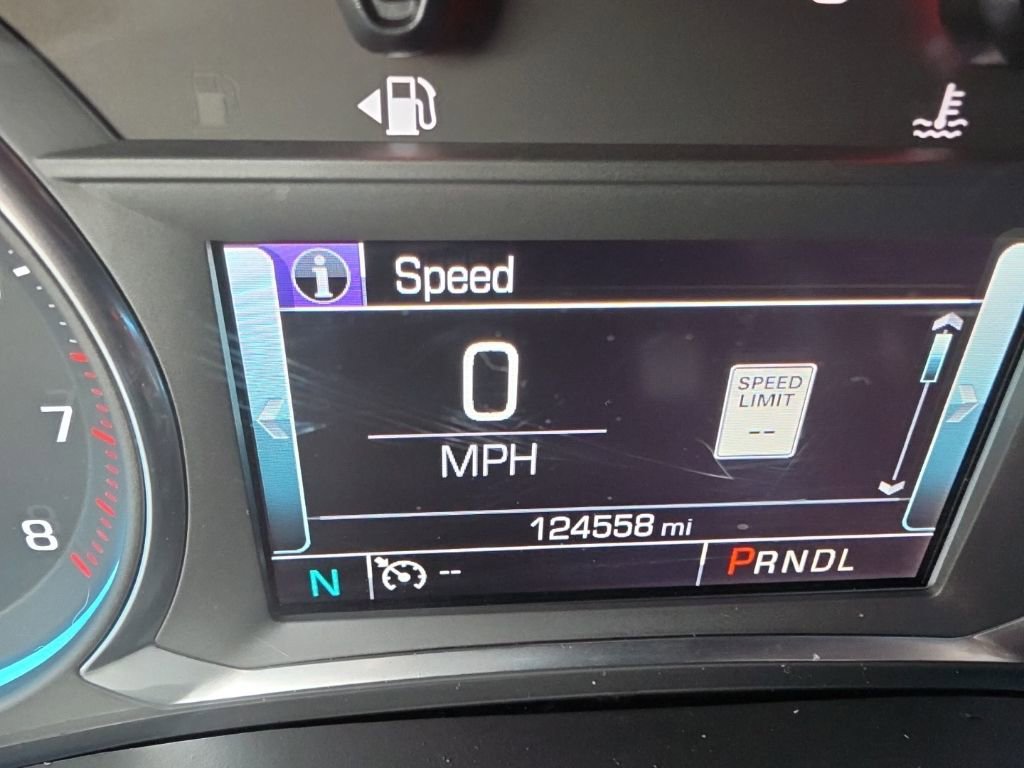 Speed
0
MPH
SPEED
LIMIT
--
124558 mi
N
--
PRNDL
7
8